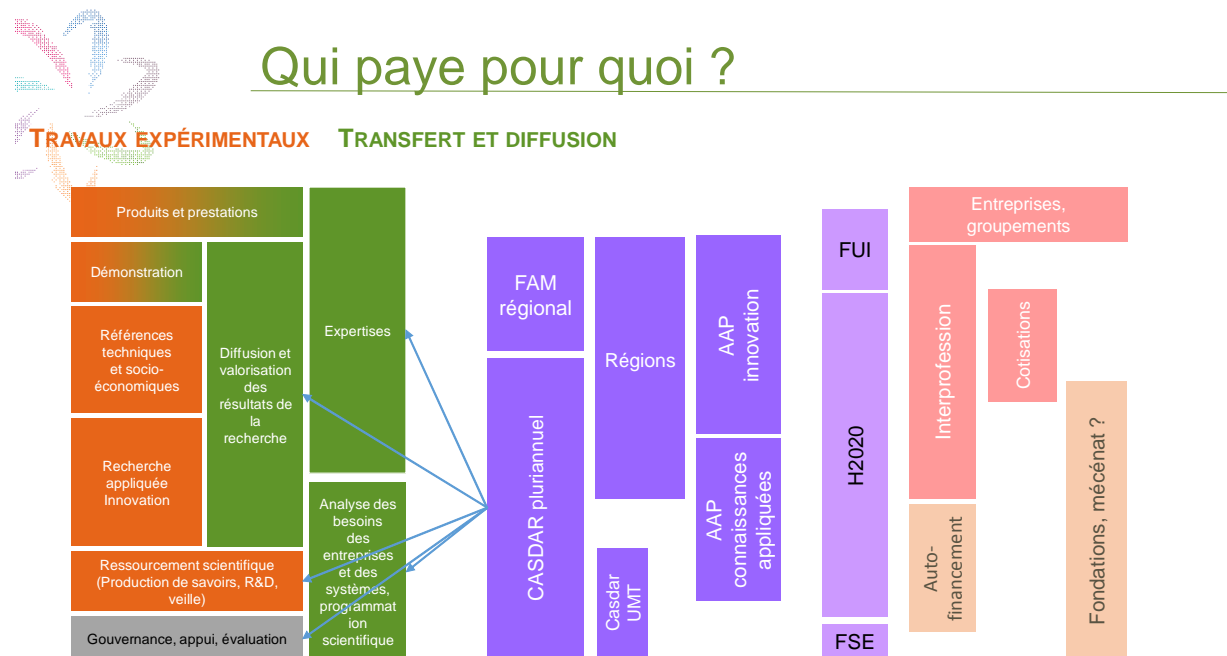 Qui paye pour quoi ?
TRAVAUX EXPÉRIMENTAUX
TRANSFERT ET DIFFUSION
Produits et prestations
Démonstration
Références
techniques
et socio-
économiques
Recherche
appliquée
Innovation
Diffusion et
valorisation
des
résultats de
la
recherche
Ressourcement scientifique
(Production de savoirs, R&D,
veille)
Gouvernance, appui, évaluation
Expertises
Analyse des
besoins
des
entreprises
et des
systèmes,
programmat
ion
scientifique
FAM
régional
CASDAR pluriannuel
Régions
Casdar
UMT
AAP
innovation
AAP
connaissances
appliquées
FUI
H2020
FSE
Entreprises,
groupements
Interprofession
Auto-
financement
Cotisations
Fondations, mécénat ?